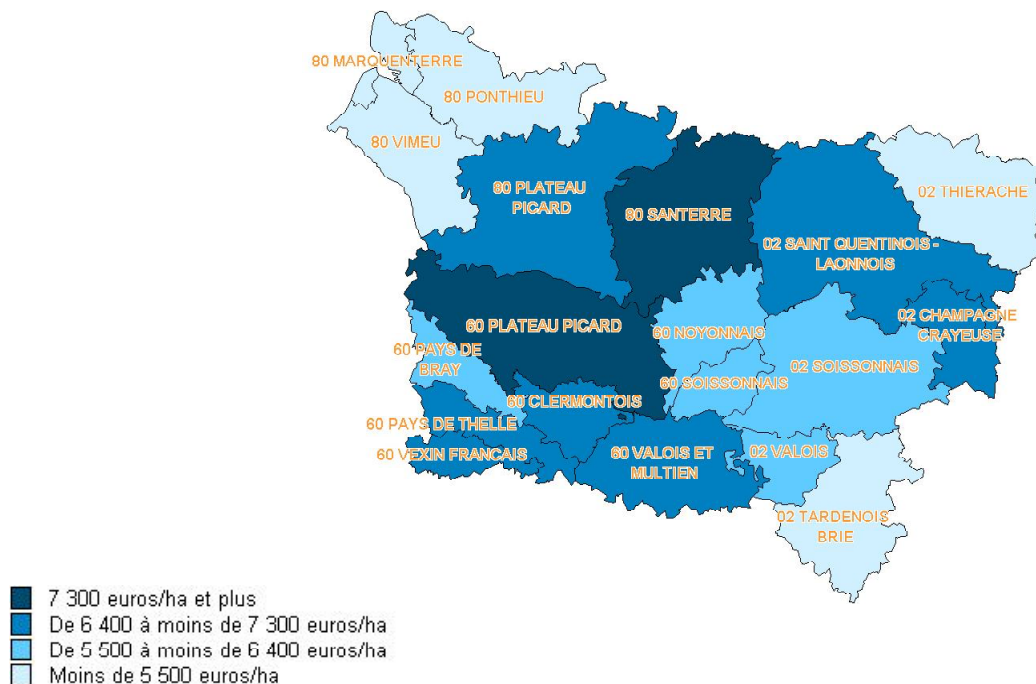 80 MARQUENTERRE
80 PONTHIEU
80 VIMEU
80 PLATEAU
PICARD
80 SANTERRE
02 THIERACHE
02 SAINT QUENTINOIS -
LAONNOIS
02 CHAMPAGNE
CRAYEUSE
60 PLATEAU PICARD
60 NOYONNAIS
60 PAYS DE
BRAY
02 SOISSONNAIS
60 SOISSONNAIS
60 CLERMONTOIS
60 PAYS DE THELLE
60 VEXIN FRANCAIS
60 VALOIS ET
MULTIEN
02 VALOIS
02 TARDENOIS
BRIE
7 300 euros/ha et plus
De 6 400 à moins de 7 300 euros/ha
De 5 500 à moins de 6 400 euros/ha
Moins de 5 500 euros/ha